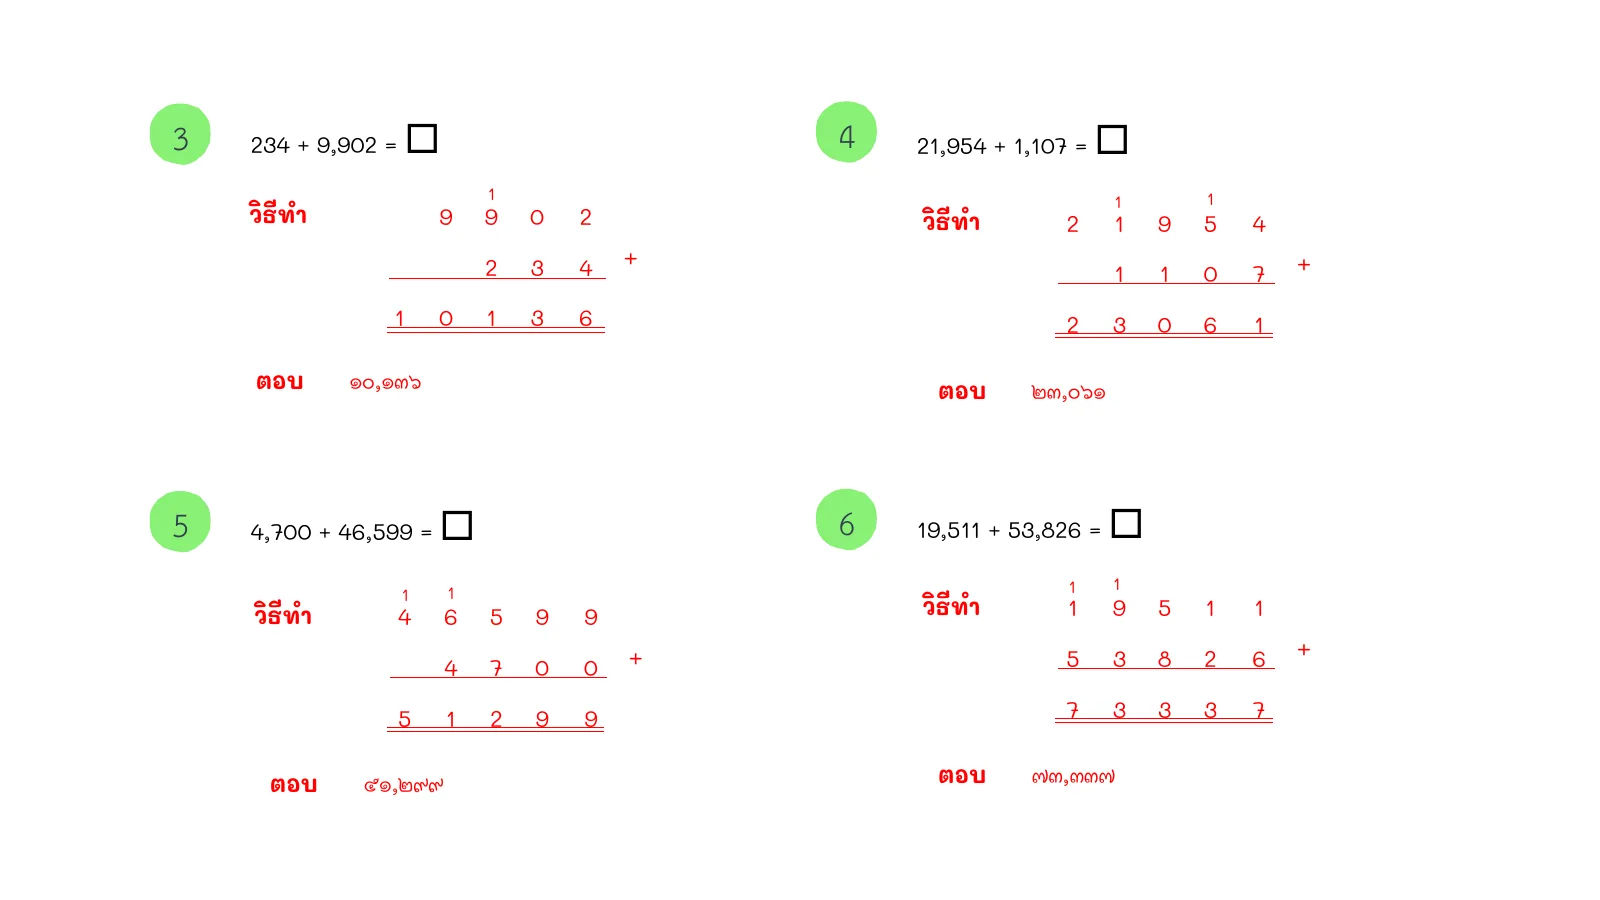 3
234 + 9,902 = □
1
วิธีทำ 9 9 0 2
2 3 4 +
1 0 1 3 6
ตอบ ๑๐,๑๓๖
4
21,954 + 1,107 = □
1 1
วิธีทำ 2 1 9 5 4
1 1 0 7 +
2 3 0 6 1
ตอบ ๒๓,๐๖๑
5
4,700 + 46,599 = □
1 1
วิธีทำ 4 6 5 9 9
4 7 0 0 +
5 1 2 9 9
ตอบ ๕๑,๒๙๙
6
19,511 + 53,826 = □
1 1
วิธีทำ 1 9 5 1 1
5 3 8 2 6 +
7 3 3 3 7
ตอบ ๗๓,๓๓๗